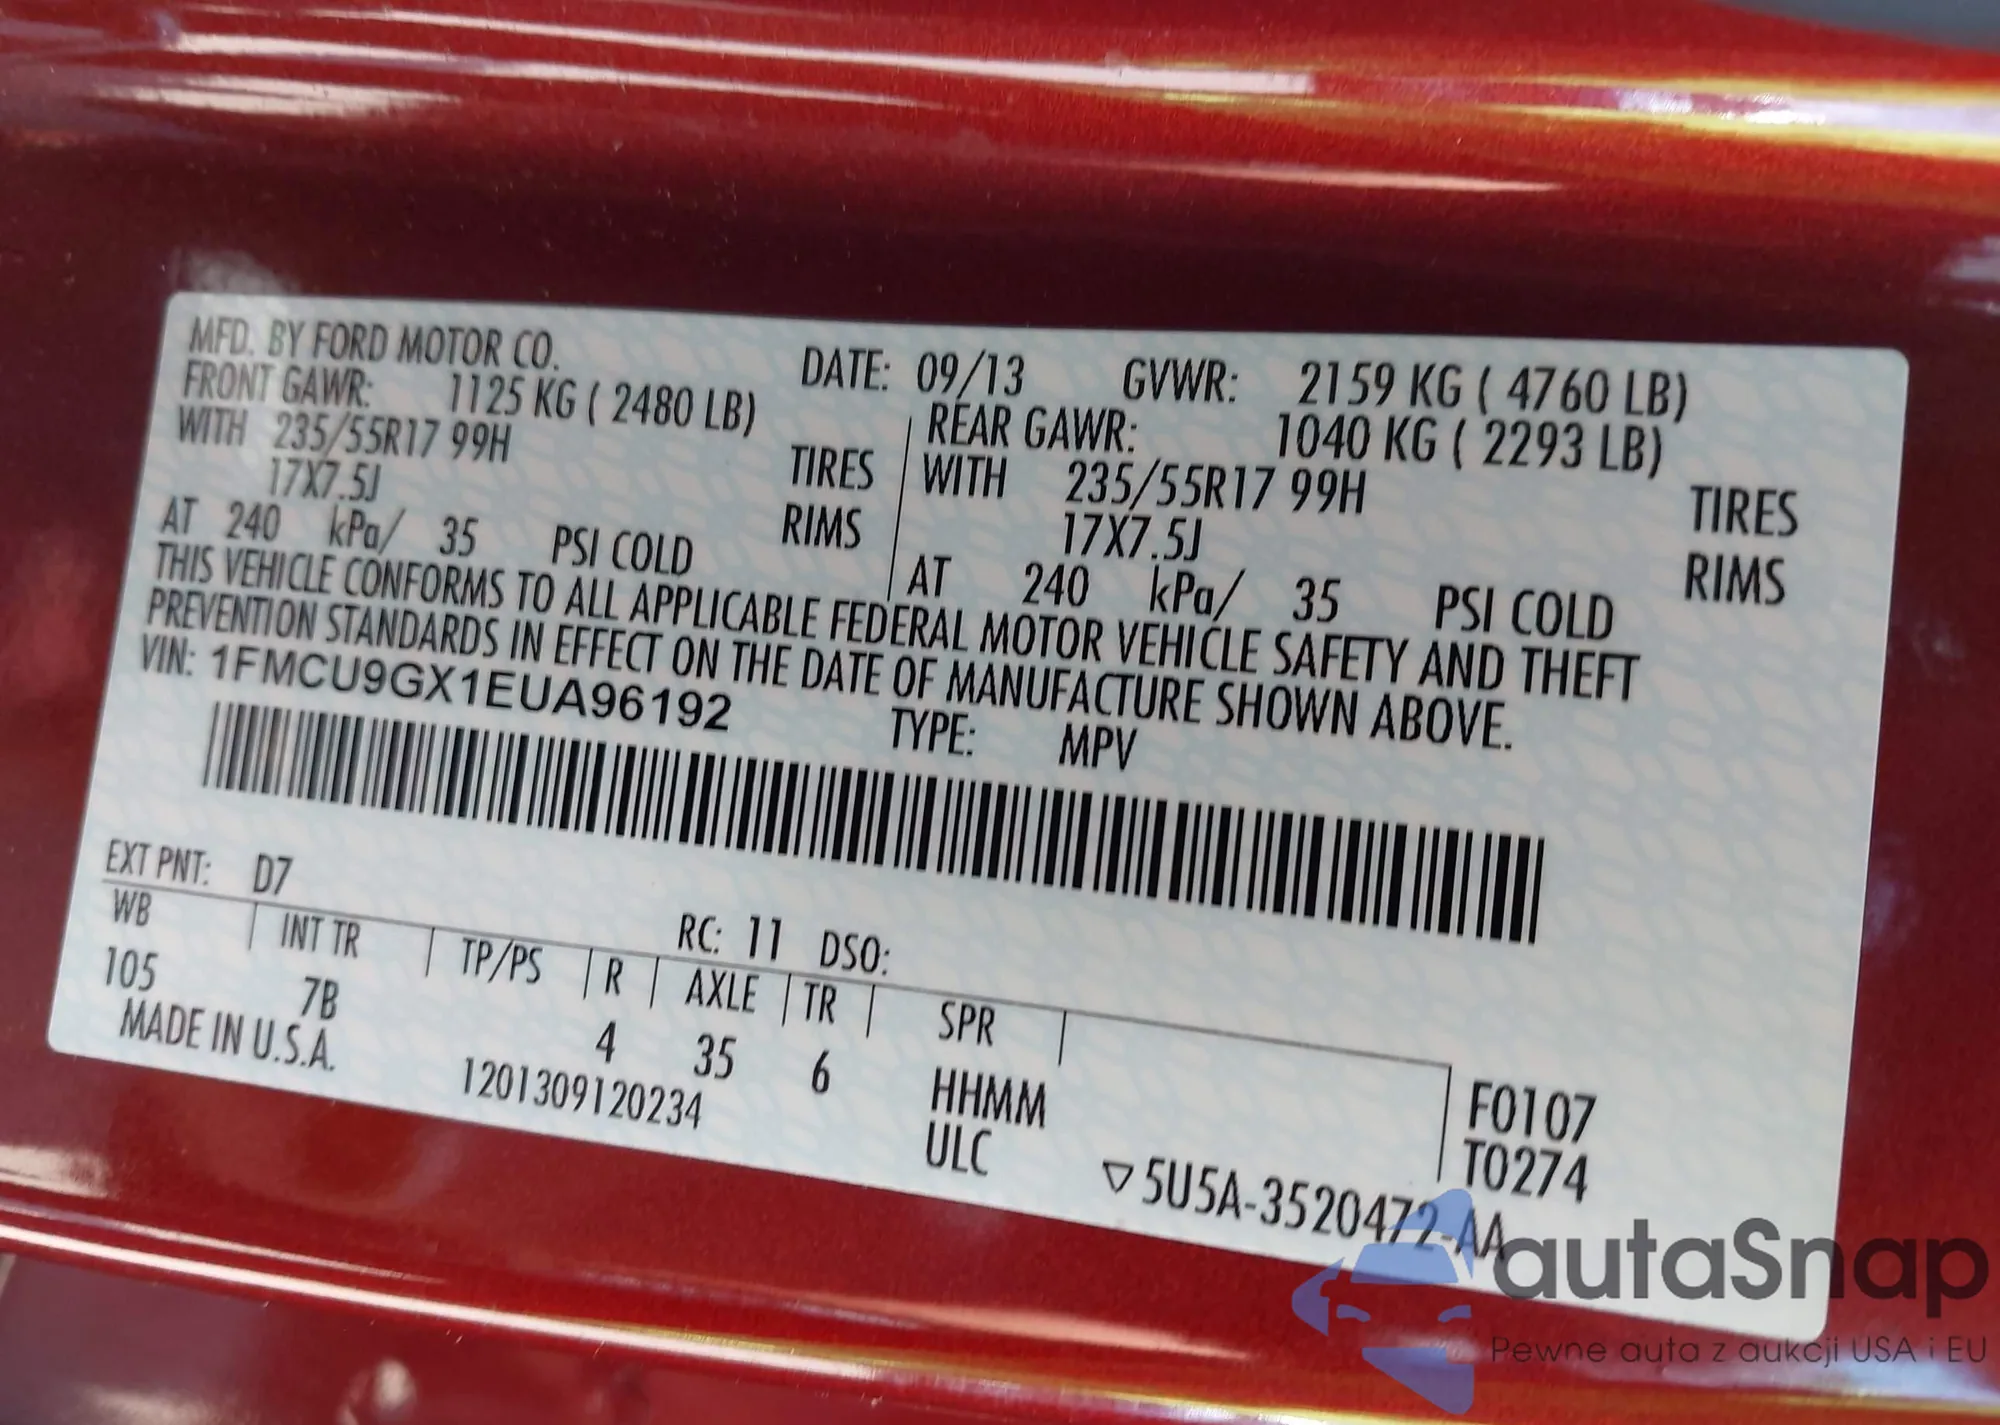 MFD. BY FORD MOTOR CO. DATE: 09/13 GVWR: 2159 KG ( 4760 LB)
FRONT GAWR: 1125 KG ( 2480 LB) REAR GAWR: 1040 KG ( 2293 LB)
WITH 235/55R17 99H TIRES WITH 235/55R17 99H TIRES
17X7.5J RIMS 17X7.5J RIMS
AT 240 kPa/ 35 PSI COLD AT 240 kPa/ 35 PSI COLD
THIS VEHICLE CONFORMS TO ALL APPLICABLE FEDERAL MOTOR VEHICLE SAFETY AND THEFT
PREVENTION STANDARDS IN EFFECT ON THE DATE OF MANUFACTURE SHOWN ABOVE.
VIN: 1FMCU9GX1EUA96192 TYPE: MPV
EXT PNT: D7 RC: 11 DSO:
WB INT TR TP/PS R AXLE TR SPR
105 7B 4 35 6 HHMM F0107
MADE IN U.S.A. 1201309120234 ULC T0274
▽5U5A-3520472-AA
autaSnap
Pewne auta z aukcji USA i EU